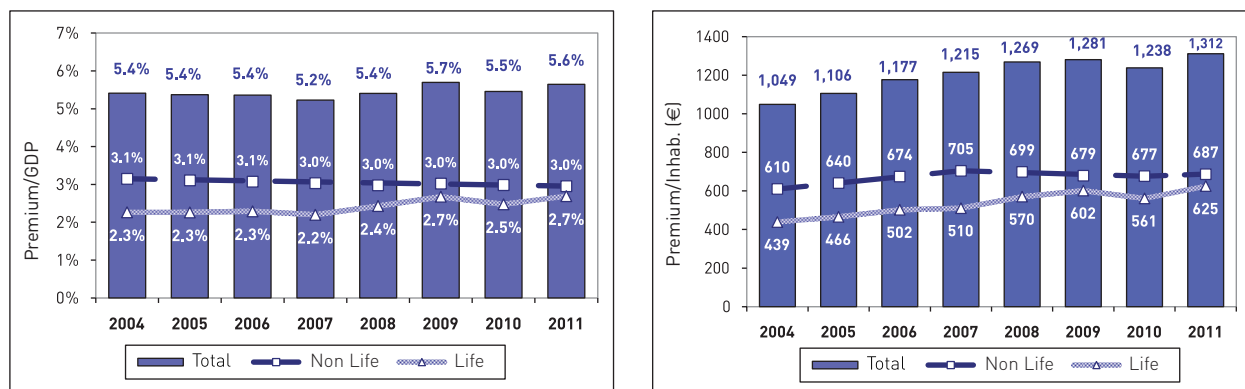 7%
6%
5%
4%
3%
2%
1%
0%
Premium/GDP
5.4% 5.4% 5.4% 5.2% 5.4% 5.7% 5.5% 5.6%
3.1% 3.1% 3.1% 3.0% 3.0% 3.0% 3.0% 3.0%
2.3% 2.3% 2.3% 2.2% 2.4% 2.7% 2.5% 2.7%
2004 2005 2006 2007 2008 2009 2010 2011
Total Non Life Life
1400
1200
1000
800
600
400
200
0
Premium/Inhab. (€)
1,049 1,106 1,177 1,215 1,269 1,281 1,238 1,312
610 640 674 705 699 679 677 687
439 466 502 510 570 602 561 625
2004 2005 2006 2007 2008 2009 2010 2011
Total Non Life Life